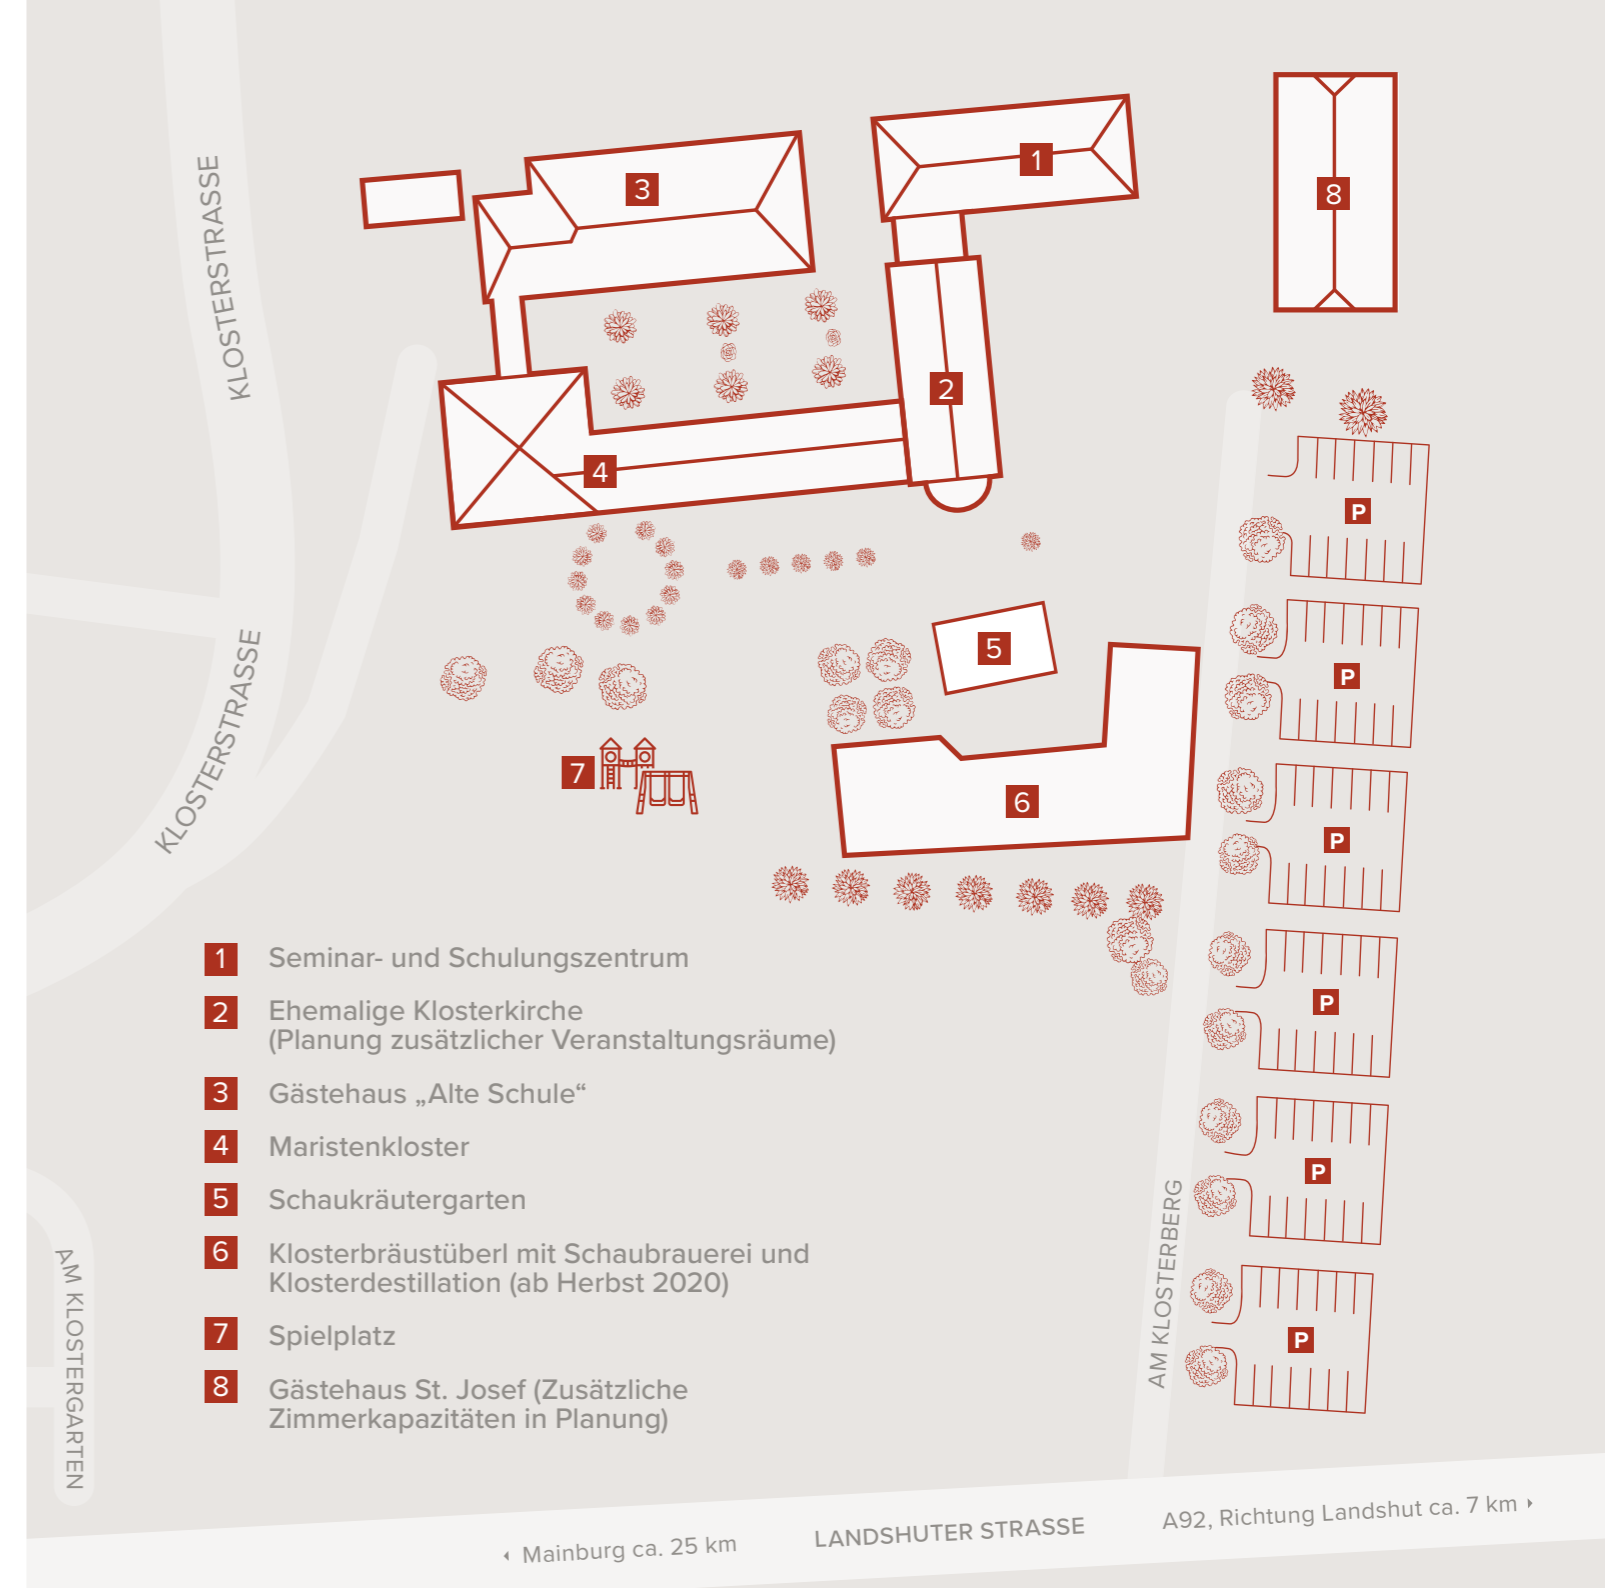 KLOSTERSTRASSE
3
1
8
2
4
P
KLOSTERSTRASSE
5
P
7
6
P
1 Seminar- und Schulungszentrum
2 Ehemalige Klosterkirche
(Planung zusätzlicher Veranstaltungsräume)
3 Gästehaus „Alte Schule“
4 Maristenkloster
5 Schaukräutergarten
6 Klosterbräustüberl mit Schaubrauerei und
Klosterdestillation (ab Herbst 2020)
7 Spielplatz
8 Gästehaus St. Josef (Zusätzliche
Zimmerkapazitäten in Planung)
P
P
P
AM KLOSTERBERG
AM KLOSTERGARTEN
Mainburg ca. 25 km
LANDSHUTER STRASSE
A92, Richtung Landshut ca. 7 km